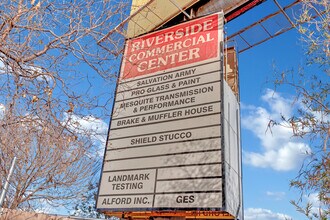 RIVERSIDE
COMMERCIAL
CENTER
SALVATION ARMY
PRO GLASS & PAINT
MESQUITE TRANSMISSION
& PERFORMANCE
BRAKE & MUFFLER HOUSE
SHIELD STUCCO
LANDMARK
TESTING
ALFORD INC.
GES